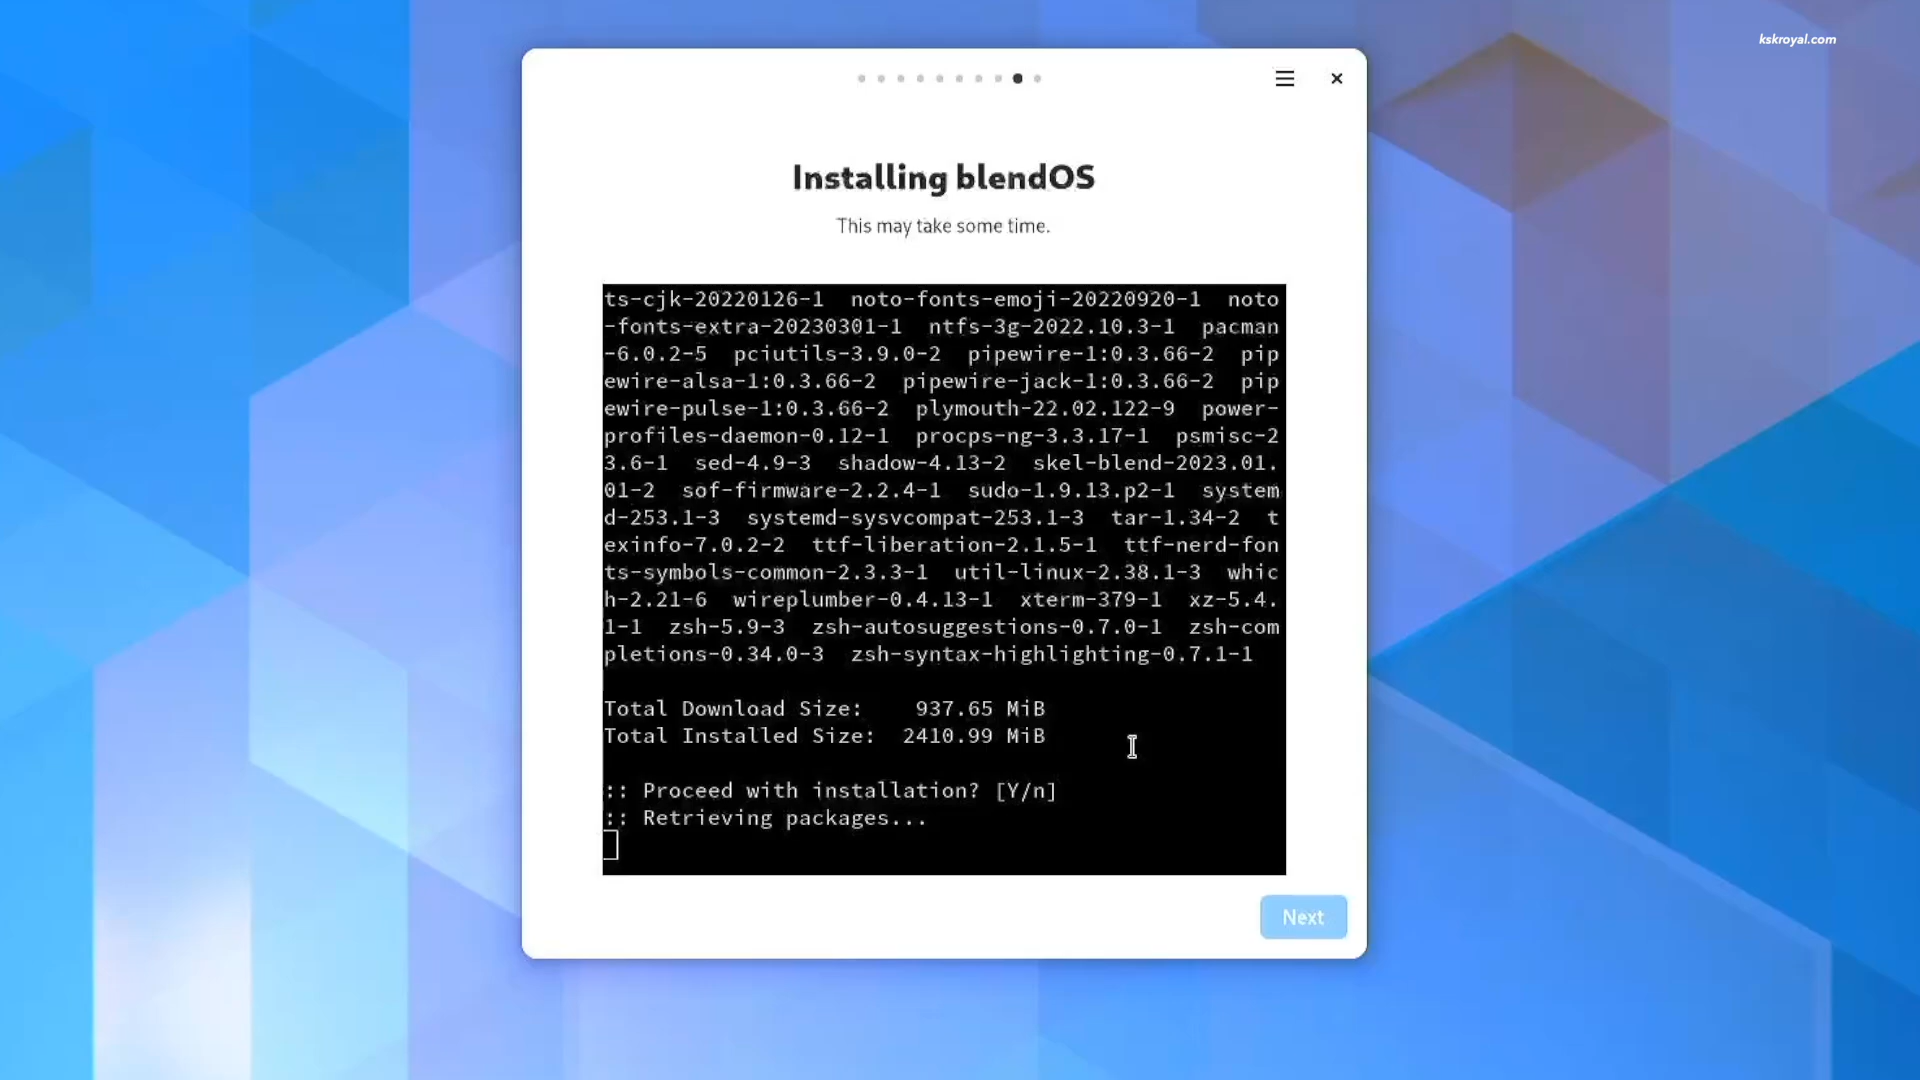 kskroyal.com
Installing blendOS
This may take some time.
ts-cjk-20220126-1  noto-fonts-emoji-20220920-1  noto
-fonts-extra-20230301-1  ntfs-3g-2022.10.3-1  pacman
-6.0.2-5  pciutils-3.9.0-2  pipewire-1:0.3.66-2  pip
ewire-alsa-1:0.3.66-2  pipewire-jack-1:0.3.66-2  pip
ewire-pulse-1:0.3.66-2  plymouth-22.02.122-9  power-
profiles-daemon-0.12-1  procps-ng-3.3.17-1  psmisc-2
3.6-1  sed-4.9-3  shadow-4.13-2  skel-blend-2023.01.
01-2  sof-firmware-2.2.4-1  sudo-1.9.13.p2-1  system
d-253.1-3  systemd-sysvcompat-253.1-3  tar-1.34-2  t
exinfo-7.0.2-2  ttf-liberation-2.1.5-1  ttf-nerd-fon
ts-symbols-common-2.3.3-1  util-linux-2.38.1-3  whic
h-2.21-6  wireplumber-0.4.13-1  xterm-379-1  xz-5.4.
1-1  zsh-5.9-3  zsh-autosuggestions-0.7.0-1  zsh-com
pletions-0.34.0-3  zsh-syntax-highlighting-0.7.1-1
Total Download Size:    937.65 MiB
Total Installed Size:  2410.99 MiB
:: Proceed with installation? [Y/n]
:: Retrieving packages...
Next